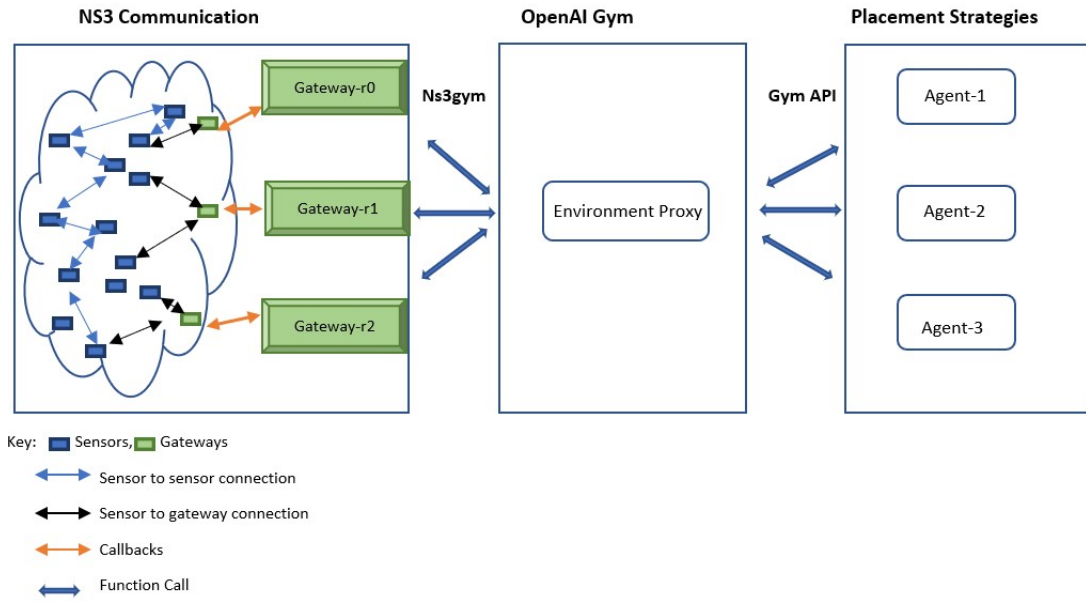 NS3 Communication
OpenAI Gym
Placement Strategies
Gateway-r0
Ns3gym
Gym API
Agent-1
Gateway-r1
Environment Proxy
Agent-2
Gateway-r2
Agent-3
Key: Sensors, Gateways
Sensor to sensor connection
Sensor to gateway connection
Callbacks
Function Call